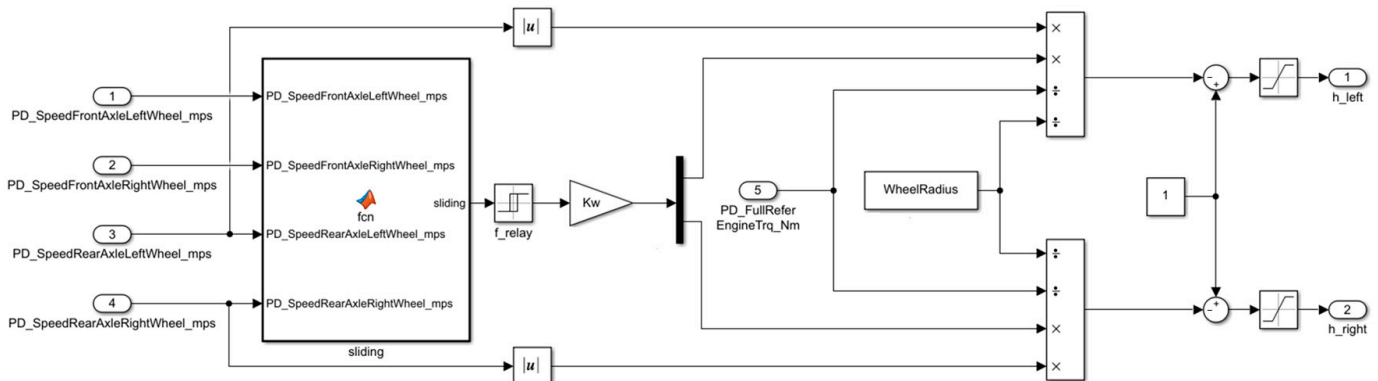 |u|
×
×
÷
÷
1
PD_SpeedFrontAxleLeftWheel_mps
2
PD_SpeedFrontAxleRightWheel_mps
3
PD_SpeedRearAxleLeftWheel_mps
4
PD_SpeedRearAxleRightWheel_mps
PD_SpeedFrontAxleLeftWheel_mps
PD_SpeedFrontAxleRightWheel_mps
fcn
sliding
PD_SpeedRearAxleLeftWheel_mps
PD_SpeedRearAxleRightWheel_mps
sliding
f_relay
Kw
5
PD_FullRefer
EngineTrq_Nm
WheelRadius
1
−
+
1
h_left
÷
÷
×
×
+
−
2
h_right
|u|